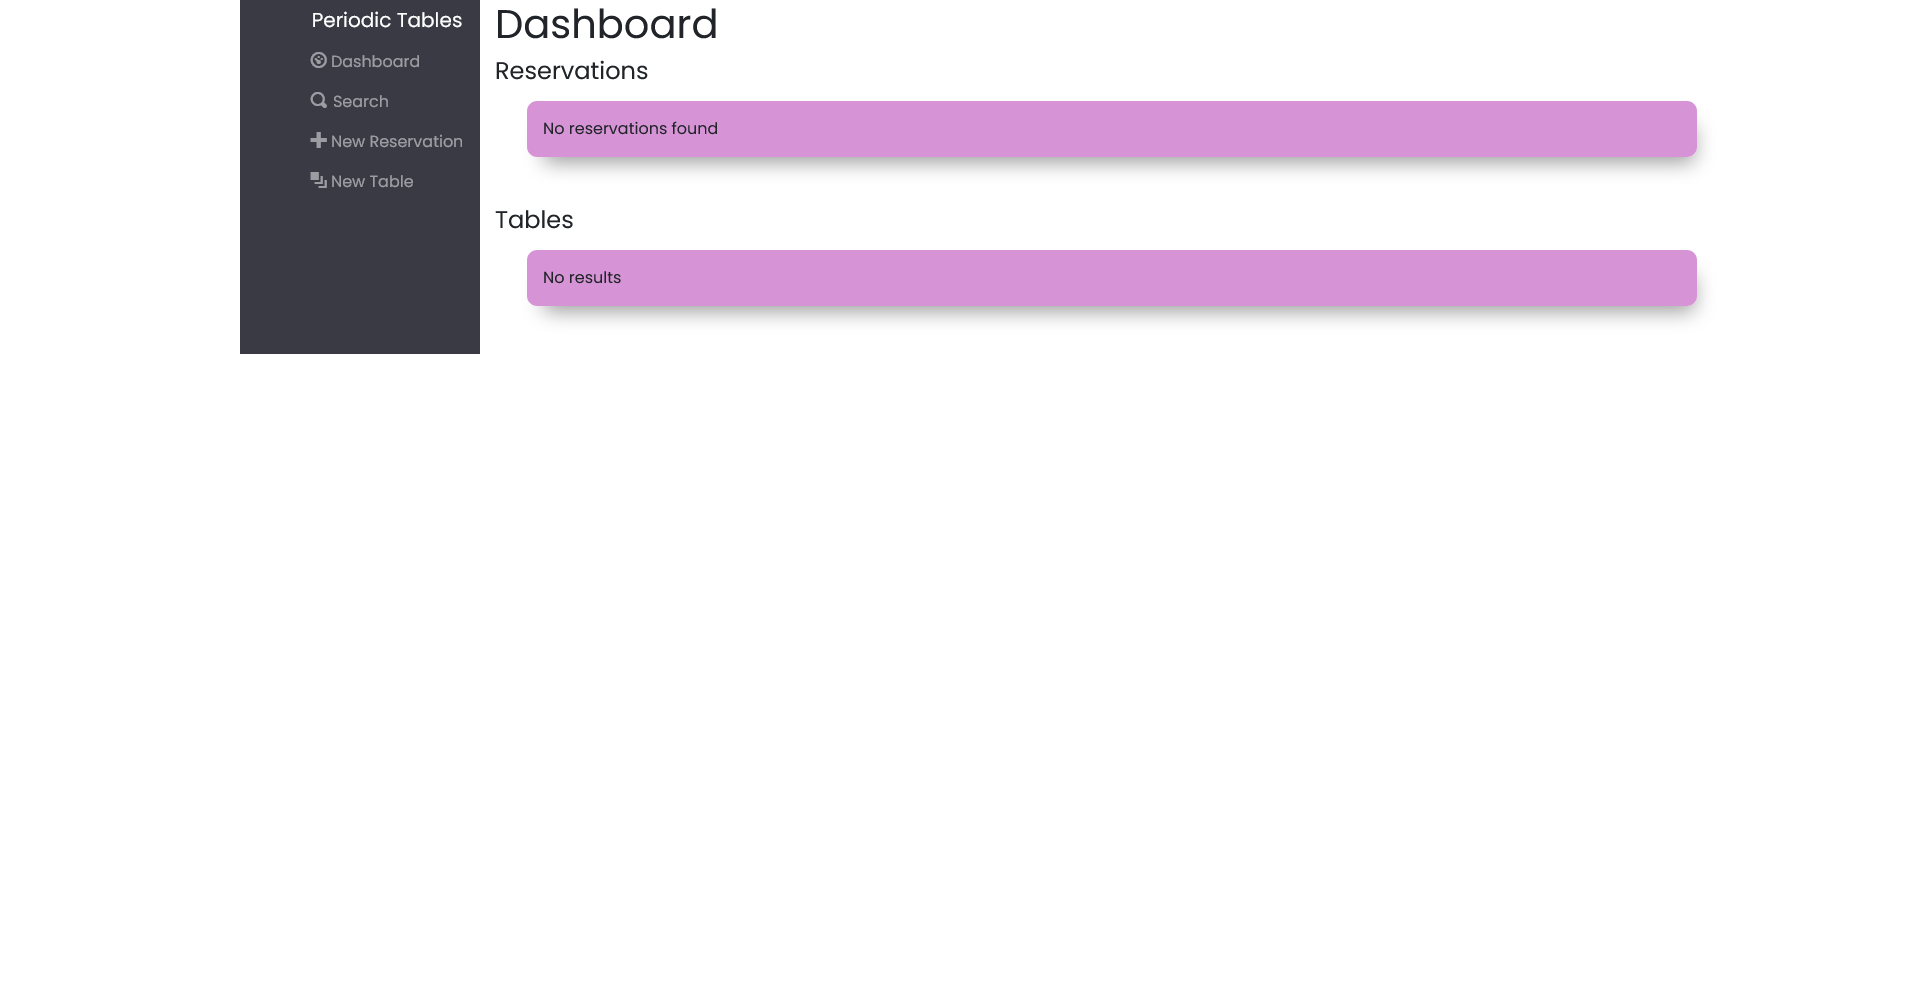 Periodic Tables
Dashboard
Search
New Reservation
New Table
Dashboard
Reservations
No reservations found
Tables
No results